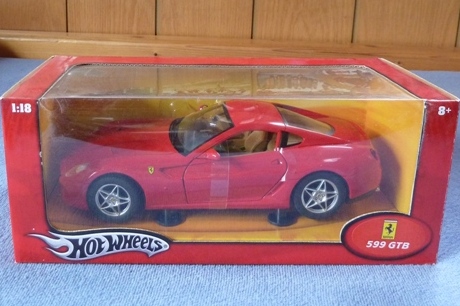 1:18
8+
HOT WHEELS
599 GTB